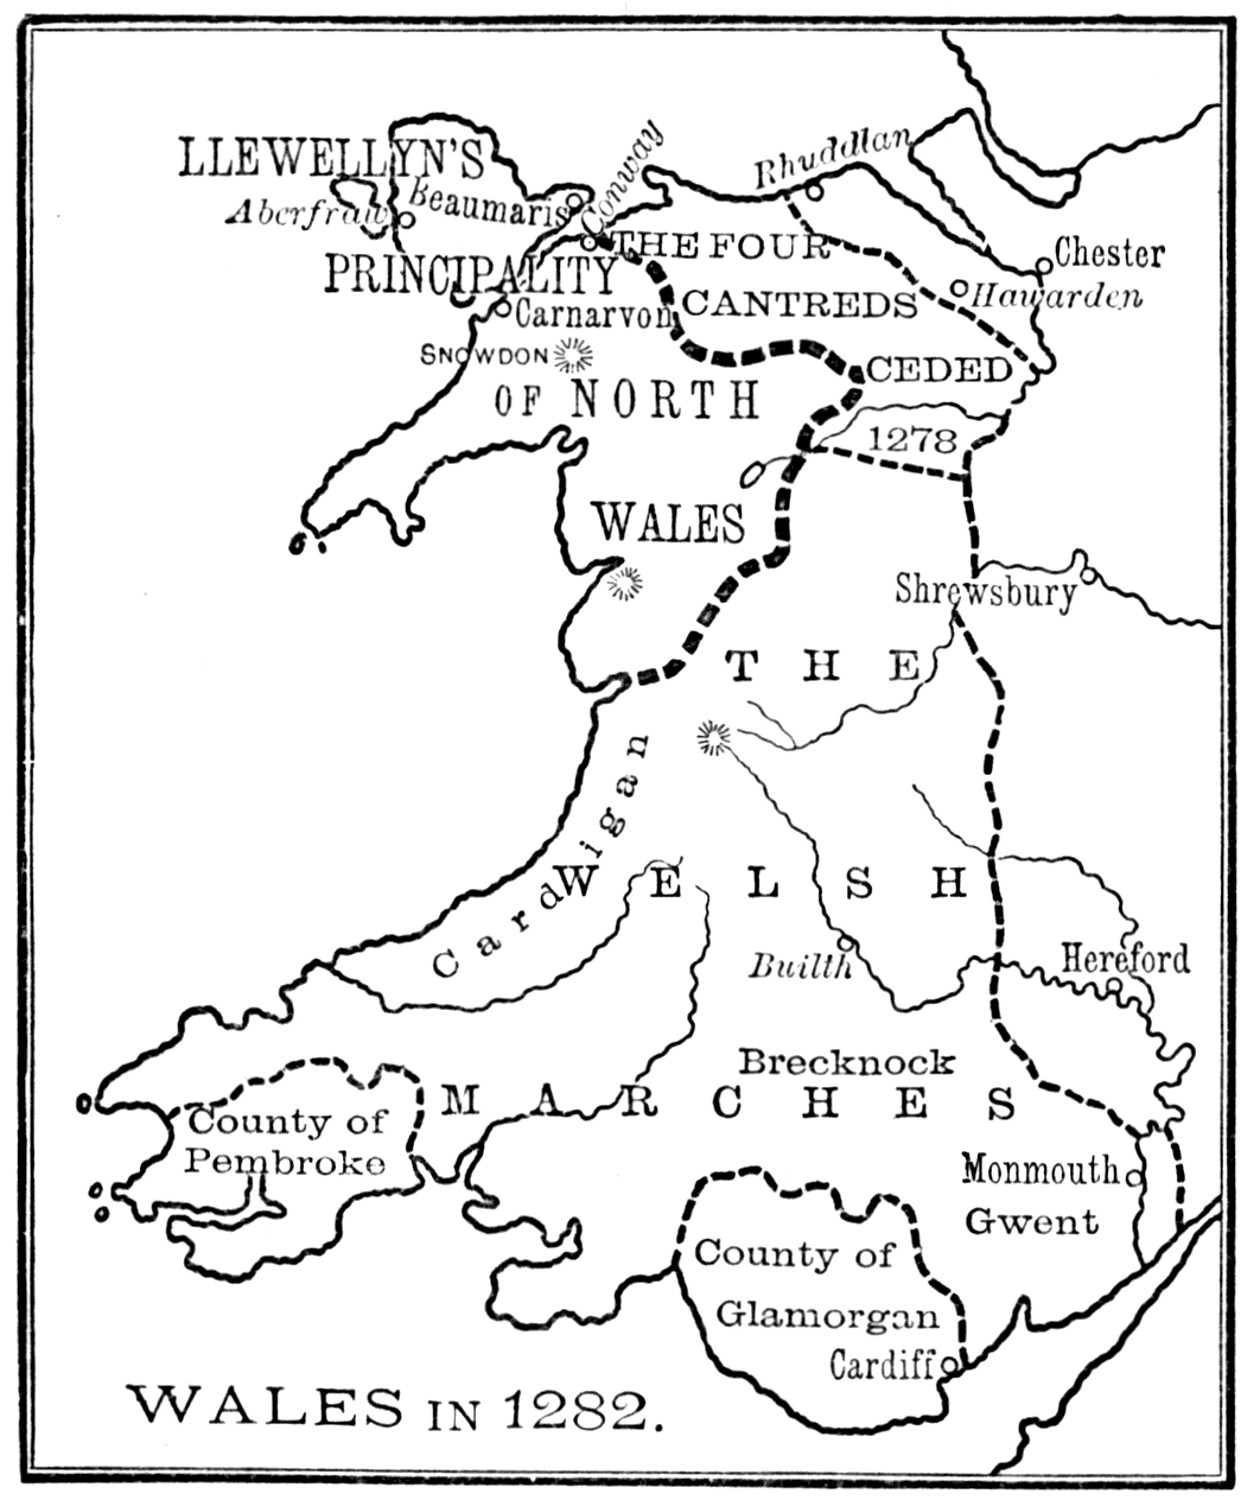 LLEWELLYN'S
Aberfraw
Beaumaris
Conway
Rhuddlan
THE FOUR
Chester
PRINCIPALITY
CANTREDS
Hawarden
Carnarvon
SNOWDON
CEDED
OF NORTH
1278
WALES
Shrewsbury
THE
Cardigan
WELSH
Builth
Hereford
Brecknock
MARCHES
County of
Pembroke
Monmouth
Gwent
County of
Glamorgan
Cardiff
WALES IN 1282.